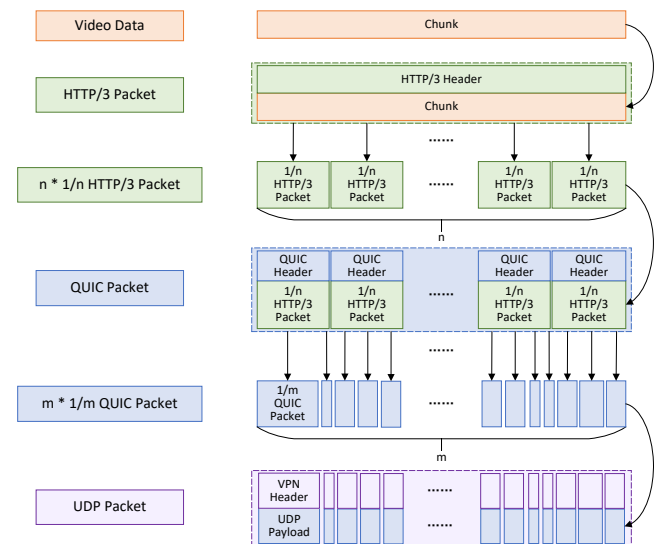 Video Data
Chunk
HTTP/3 Packet
HTTP/3 Header
Chunk
......
n * 1/n HTTP/3 Packet
1/n
HTTP/3
Packet
1/n
HTTP/3
Packet
......
1/n
HTTP/3
Packet
1/n
HTTP/3
Packet
n
QUIC Packet
QUIC
Header
QUIC
Header
QUIC
Header
QUIC
Header
1/n
HTTP/3
Packet
1/n
HTTP/3
Packet
......
1/n
HTTP/3
Packet
1/n
HTTP/3
Packet
......
m * 1/m QUIC Packet
1/m
QUIC
Packet
......
m
UDP Packet
VPN
Header
......
UDP
Payload
......